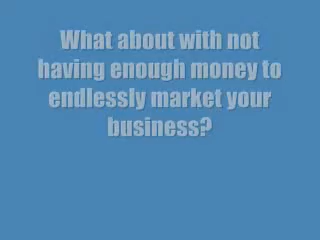 What about with not
having enough money to
endlessly market your
business?